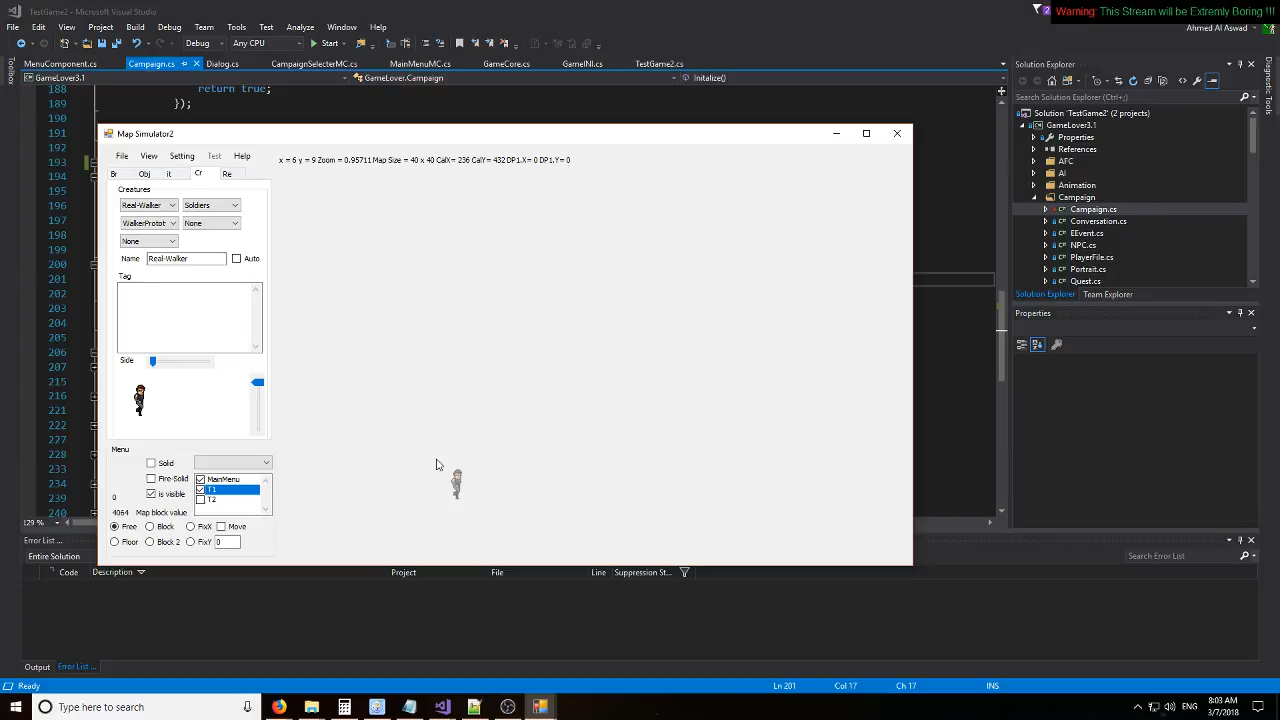 TestGame2 - Microsoft Visual Studio
2
Warning: This Stream will be Extremly Boring !!!
File Edit View Project Build Debug Team Tools Test Analyze Window Help
Ahmed Al Aswad
Debug Any CPU Start
MenuComponent.cs Campaign.cs Dialog.cs CampaignSelecterMC.cs MainMenuMC.cs GameCore.cs GameINI.cs TestGame2.cs
GameLover3.1 GameLover.Campaign Initalize()
Toolbox
188 return true;
189 });
190
191
192
193
194
195
196
197
198
199
200
201
202
203
204
205
206
207
215
216
221
222
227
228
233
234
239
240
129 %
Map Simulator2
File View Setting Test Help
x = 6 y = 9 Zoom = 0.95711 Map Size = 40 x 40 CalX= 236 CalY= 432 DP1.X= 0 DP1.Y= 0
Br Obj it Cr Re
Creatures
Real-Walker Soldiers
WalkerPrototy None
None
Name Real-Walker Auto
Tag
Side
Menu
Solid
Fire-Solid
is visible
MainMenu
T1
T2
0
4064 Map block value
Free Block FixX Move
Floor Block 2 FixY 0
Solution Explorer
Search Solution Explorer (Ctrl+;)
Solution 'TestGame2' (2 projects)
GameLover3.1
Properties
References
AFC
AI
Animation
Campaign
Campaign.cs
Conversation.cs
EEvent.cs
NPC.cs
PlayerFile.cs
Portrait.cs
Quest.cs
Solution Explorer Team Explorer
Properties
Diagnostic Tools
Error List ...
Entire Solution
Search Error List
Code Description Project File Line Suppression St...
Output Error List ...
Ready Ln 201 Col 17 Ch 17 INS
Type here to search
ENG
8:03 AM
3/7/2018